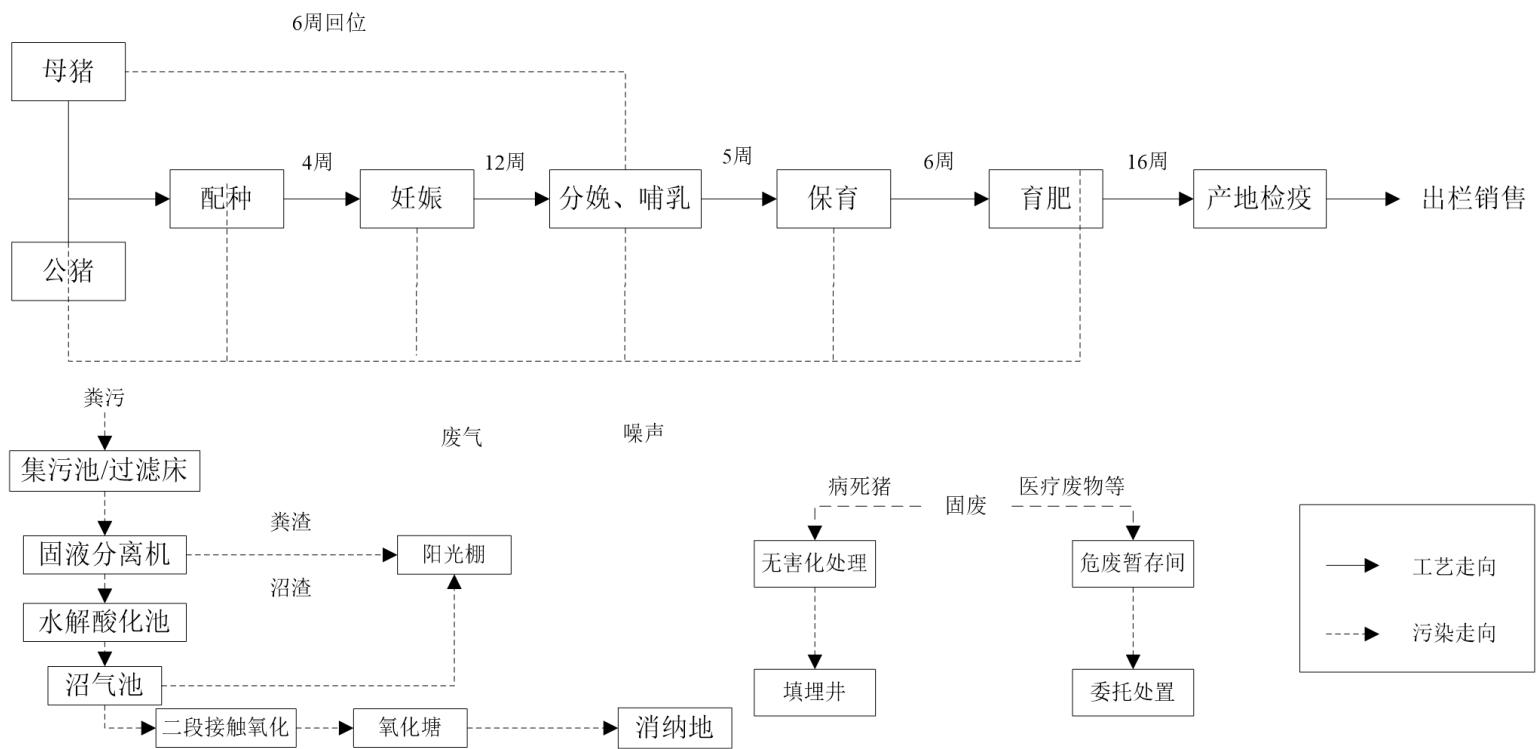 6周回位
母猪
4周
12周
5周
6周
16周
配种
妊娠
分娩、哺乳
保育
育肥
产地检疫
出栏销售
公猪
粪污
废气
噪声
集污池/过滤床
病死猪
固废
医疗废物等
粪渣
固液分离机
阳光棚
无害化处理
危废暂存间
工艺走向
沼渣
水解酸化池
污染走向
沼气池
填埋井
委托处置
二段接触氧化
氧化塘
消纳地